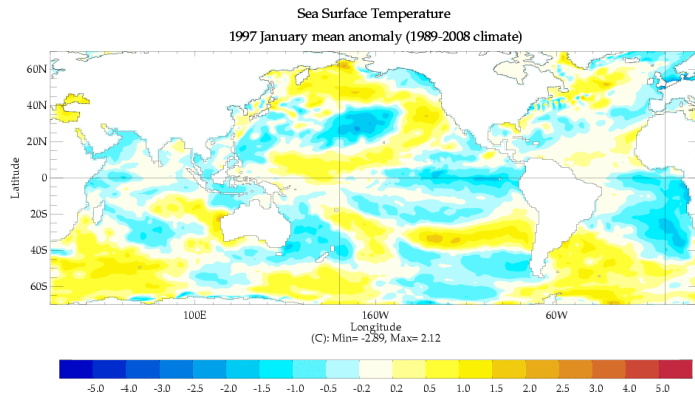 Sea Surface Temperature
1997 January mean anomaly (1989-2008 climate)
60N
40N
20N
0
20S
40S
60S
Latitude
100E 160W 60W
Longitude
(C): Min= -2.89, Max= 2.12
-5.0 -4.0 -3.0 -2.5 -2.0 -1.5 -1.0 -0.5 -0.2 0.2 0.5 1.0 1.5 2.0 2.5 3.0 4.0 5.0